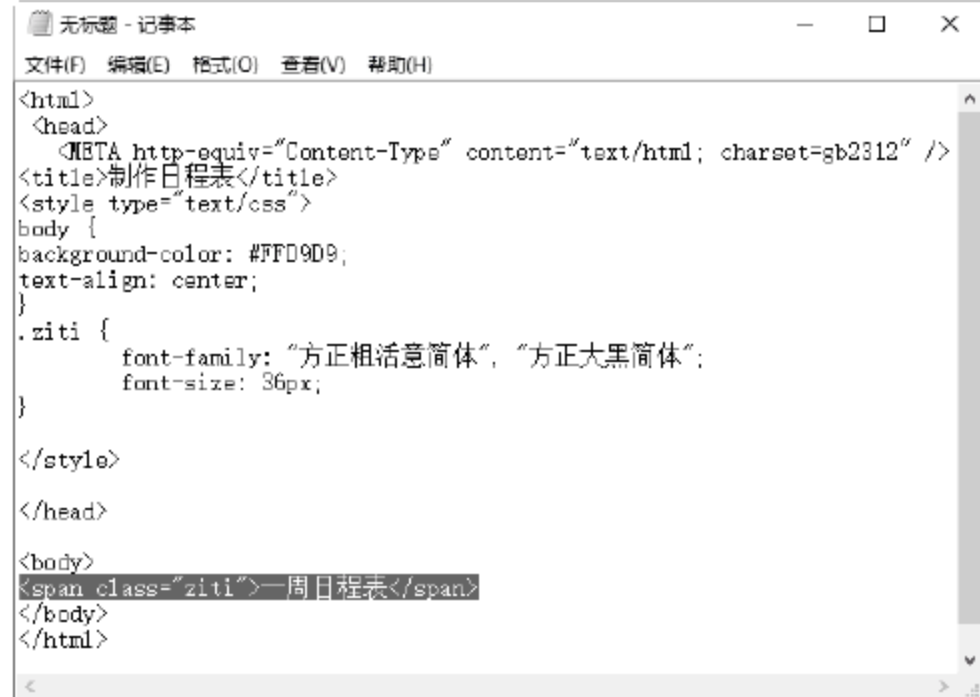 无标题 - 记事本
文件(F) 编辑(E) 格式(O) 查看(V) 帮助(H)
<html>
<head>
<META http-equiv="Content-Type" content="text/html; charset=gb2312" />
<title>制作日程表</title>
<style type="text/css">
body {
background-color: #FFD9D9;
text-align: center;
}
.ziti {
font-family: "方正粗活意简体", "方正大黑简体";
font-size: 36px;
}
</style>
</head>
<body>
<span class="ziti">一周日程表</span>
</body>
</html>